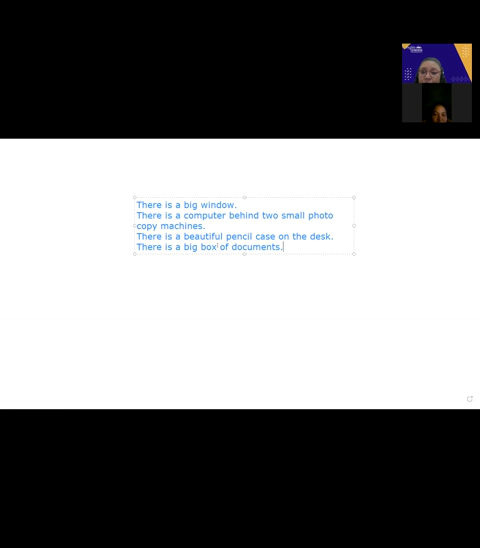 There is a big window.
There is a computer behind two small photo
copy machines.
There is a beautiful pencil case on the desk.
There is a big box of documents.